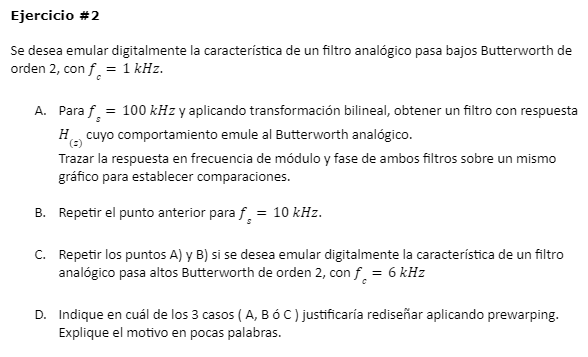 Ejercicio #2
Se desea emular digitalmente la característica de un filtro analógico pasa bajos Butterworth de
orden 2, con f_c = 1 kHz.
A. Para f_s = 100 kHz y aplicando transformación bilineal, obtener un filtro con respuesta
H_(z) cuyo comportamiento emule al Butterworth analógico.
Trazar la respuesta en frecuencia de módulo y fase de ambos filtros sobre un mismo
gráfico para establecer comparaciones.
B. Repetir el punto anterior para f_s = 10 kHz.
C. Repetir los puntos A) y B) si se desea emular digitalmente la característica de un filtro
analógico pasa altos Butterworth de orden 2, con f_c = 6 kHz
D. Indique en cuál de los 3 casos ( A, B ó C ) justificaría rediseñar aplicando prewarping.
Explique el motivo en pocas palabras.